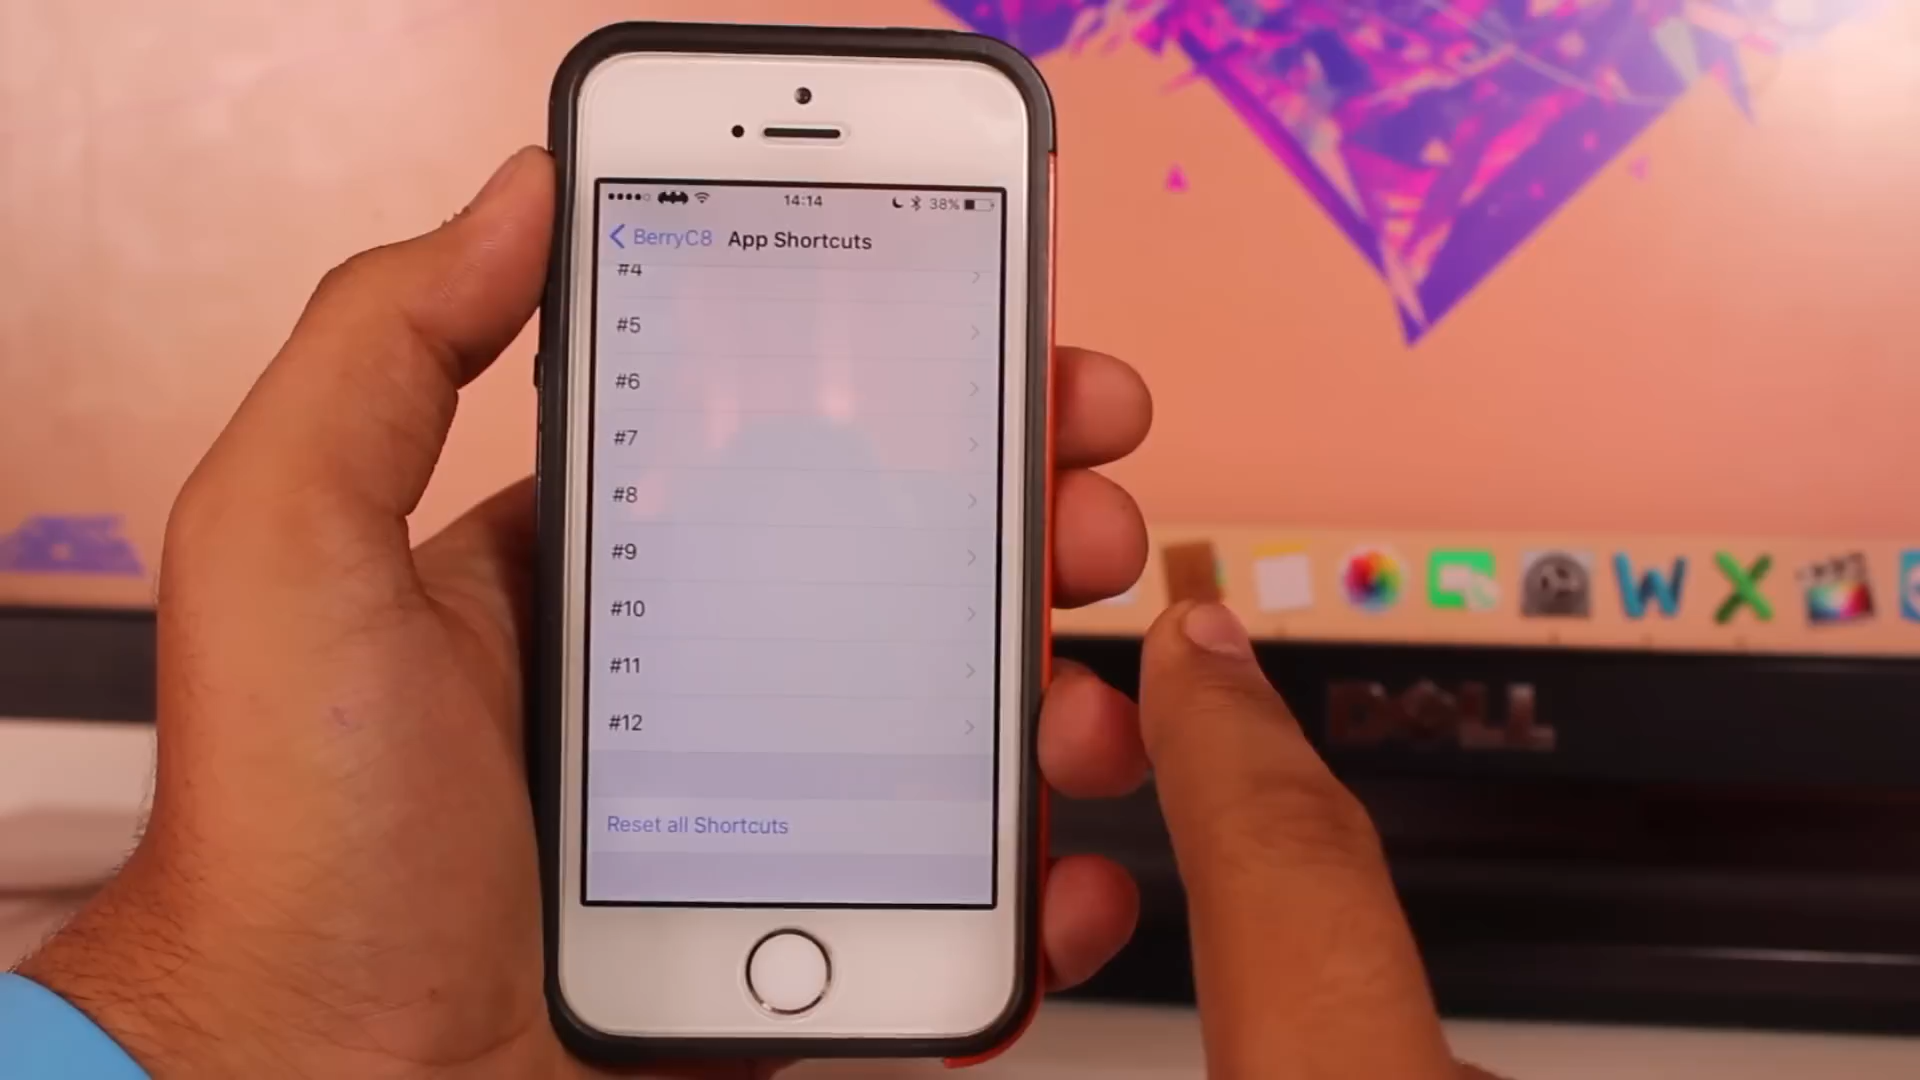 14:14
38%
BerryC8
App Shortcuts
#4
#5
#6
#7
#8
#9
#10
#11
#12
Reset all Shortcuts
DELL